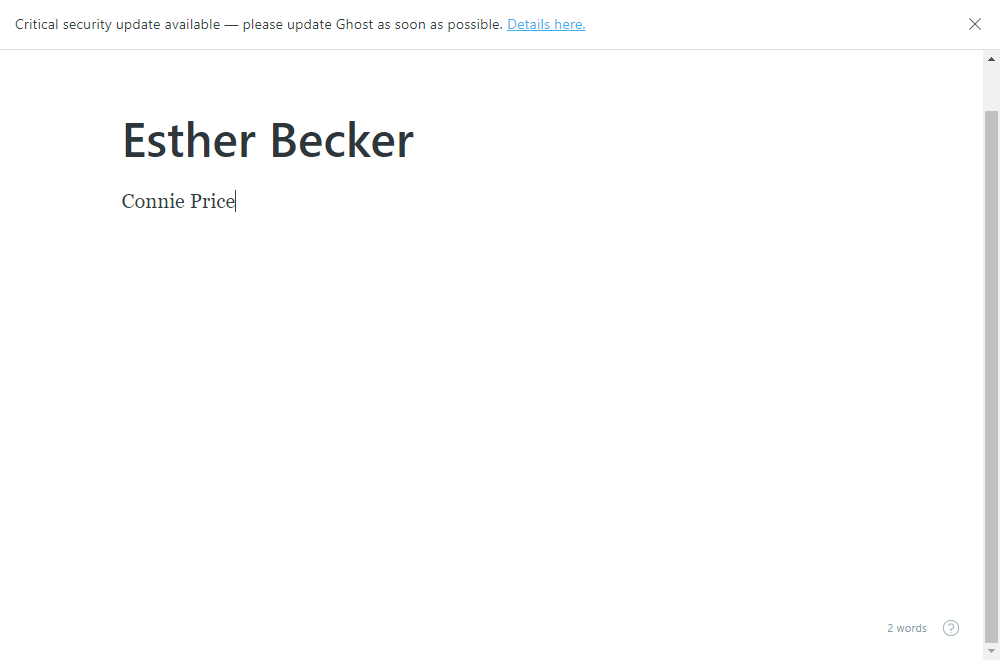 Critical security update available — please update Ghost as soon as possible. Details here.
Esther Becker
Connie Price
2 words
?